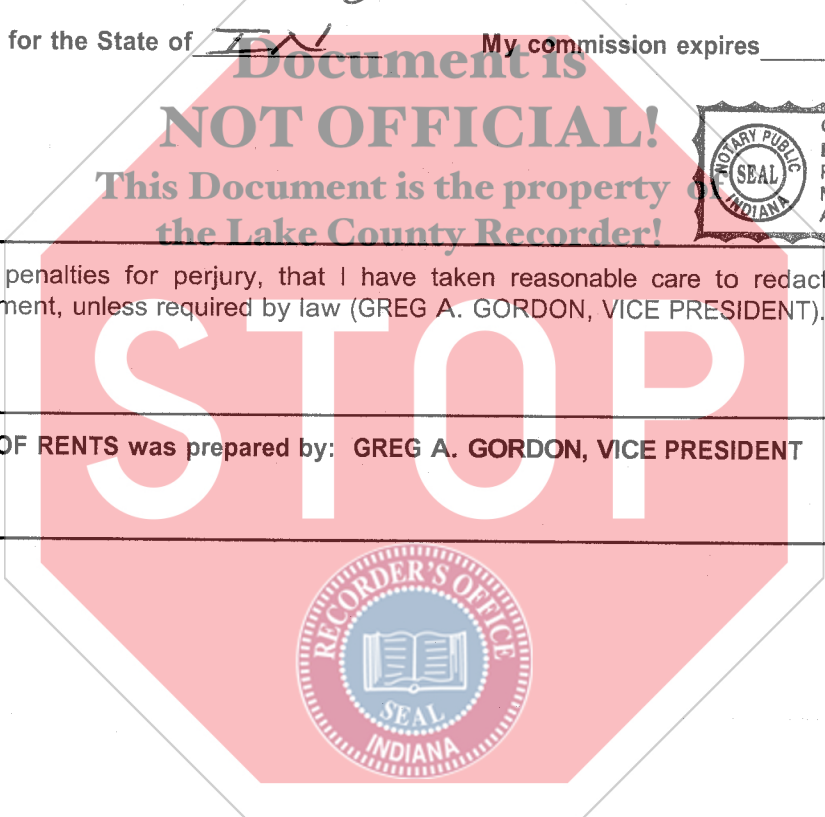 for the State of IN My commission expires
Document is
NOT OFFICIAL!
This Document is the property of
the Lake County Recorder!
NOTARY PUBLIC
SEAL
INDIANA
penalties for perjury, that I have taken reasonable care to redact
ment, unless required by law (GREG A. GORDON, VICE PRESIDENT).
STOP
OF RENTS was prepared by: GREG A. GORDON, VICE PRESIDENT
RECORDER'S OFFICE
SEAL
INDIANA